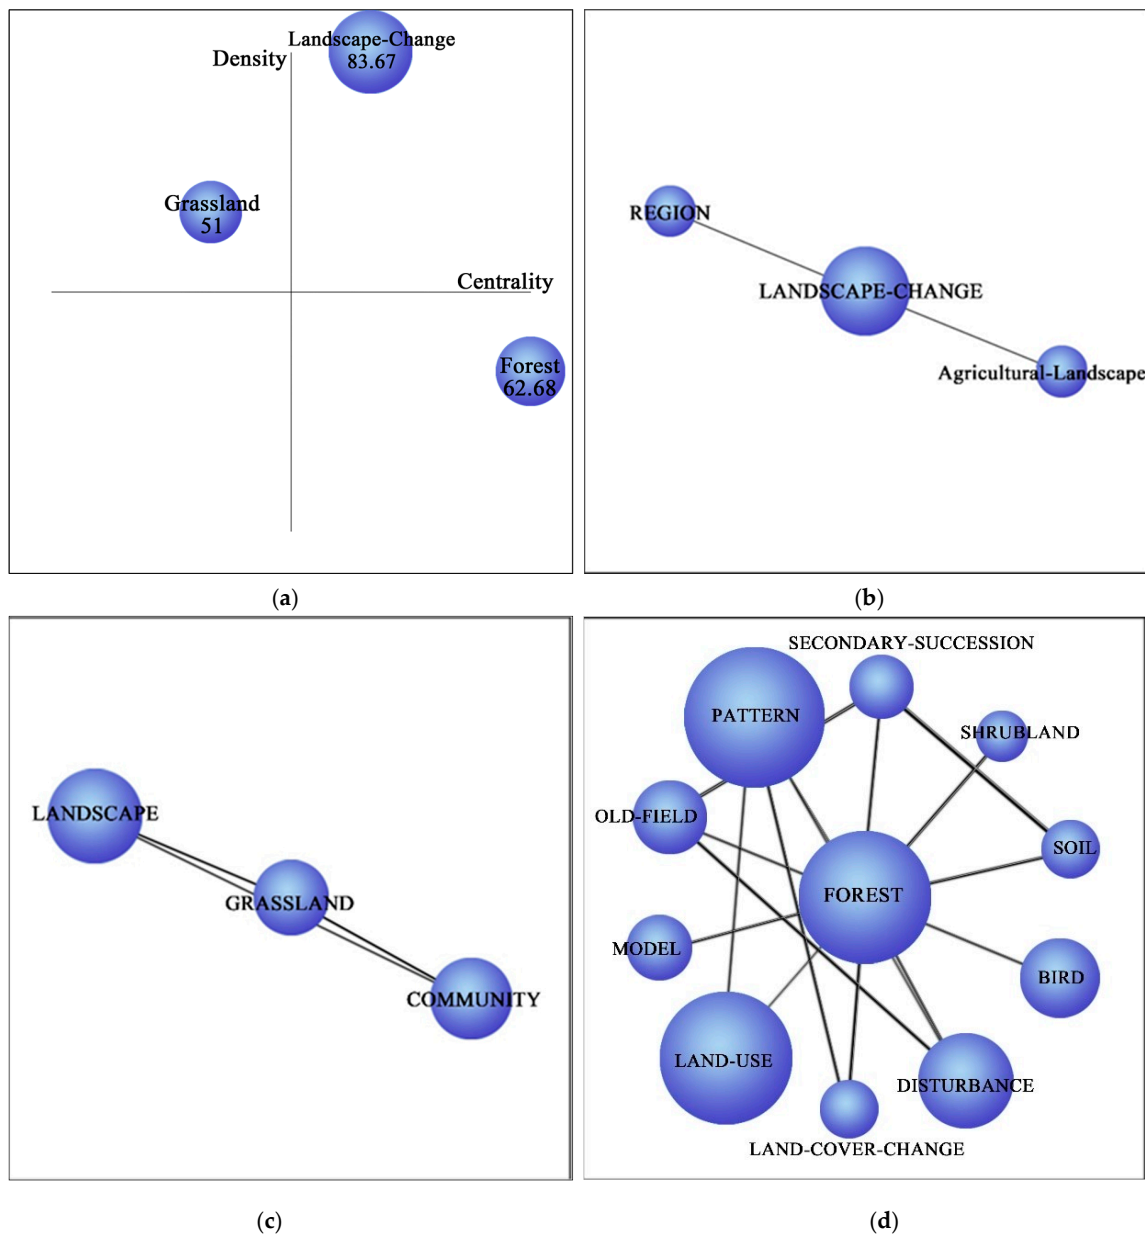 Landscape-Change
83.67
Density
Grassland
51
Centrality
Forest
62.68
(a)
REGION
LANDSCAPE-CHANGE
Agricultural-Landscape
(b)
LANDSCAPE
GRASSLAND
COMMUNITY
(c)
SECONDARY-SUCCESSION
PATTERN
SHRUBLAND
OLD-FIELD
SOIL
FOREST
MODEL
BIRD
LAND-USE
DISTURBANCE
LAND-COVER-CHANGE
(d)